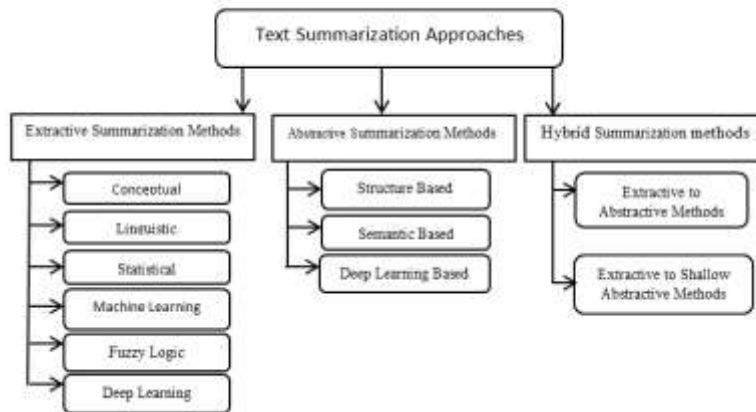 Text Summarization Approaches
Extractive Summarization Methods
Conceptual
Linguistic
Statistical
Machine Learning
Fuzzy Logic
Deep Learning
Abstractive Summarization Methods
Structure Based
Semantic Based
Deep Learning Based
Hybrid Summarization methods
Extractive to
Abstractive Methods
Extractive to Shallow
Abstractive Methods